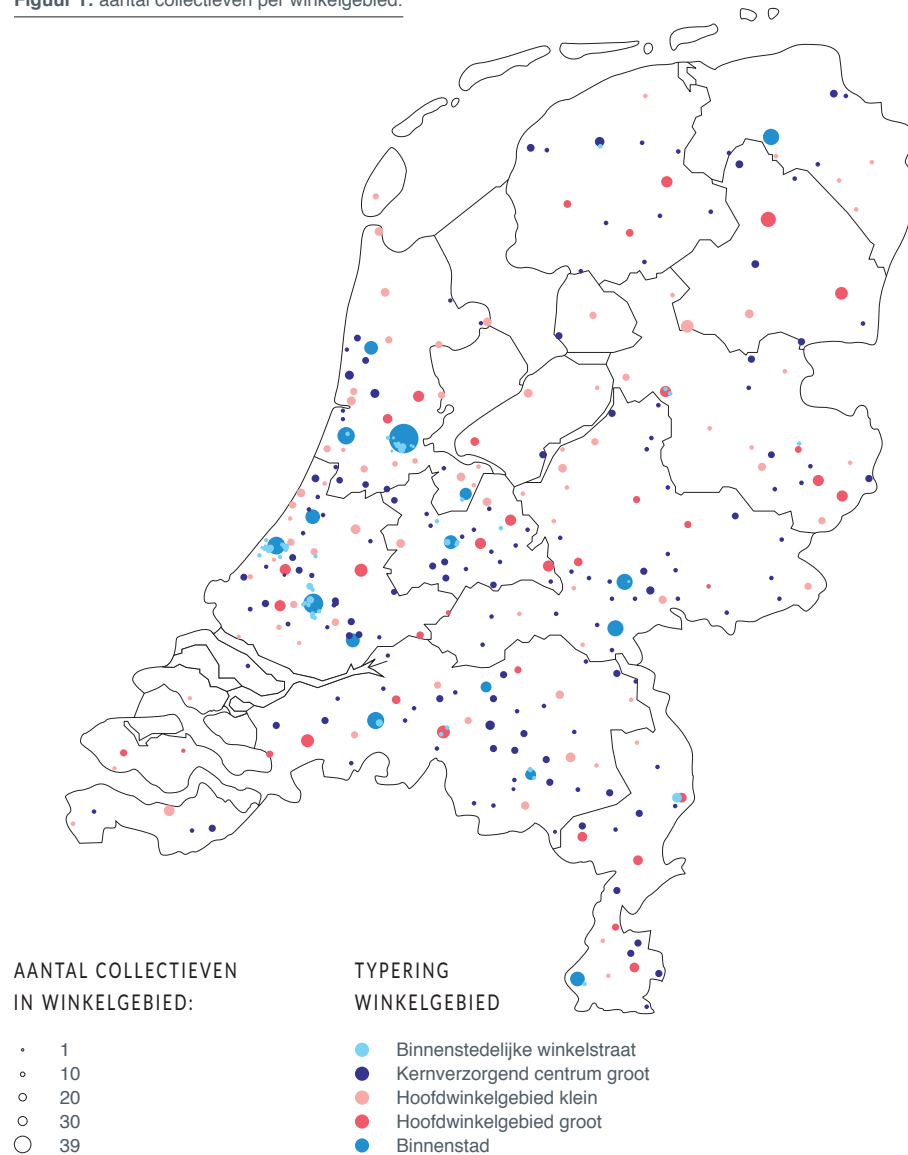 Figuur 1: aantal collectieven per winkelgebied.
AANTAL COLLECTIEVEN
IN WINKELGEBIED:
1
10
20
30
39
TYPERING
WINKELGEBIED
Binnenstedelijke winkelstraat
Kernverzorgend centrum groot
Hoofdwinkelgebied klein
Hoofdwinkelgebied groot
Binnenstad